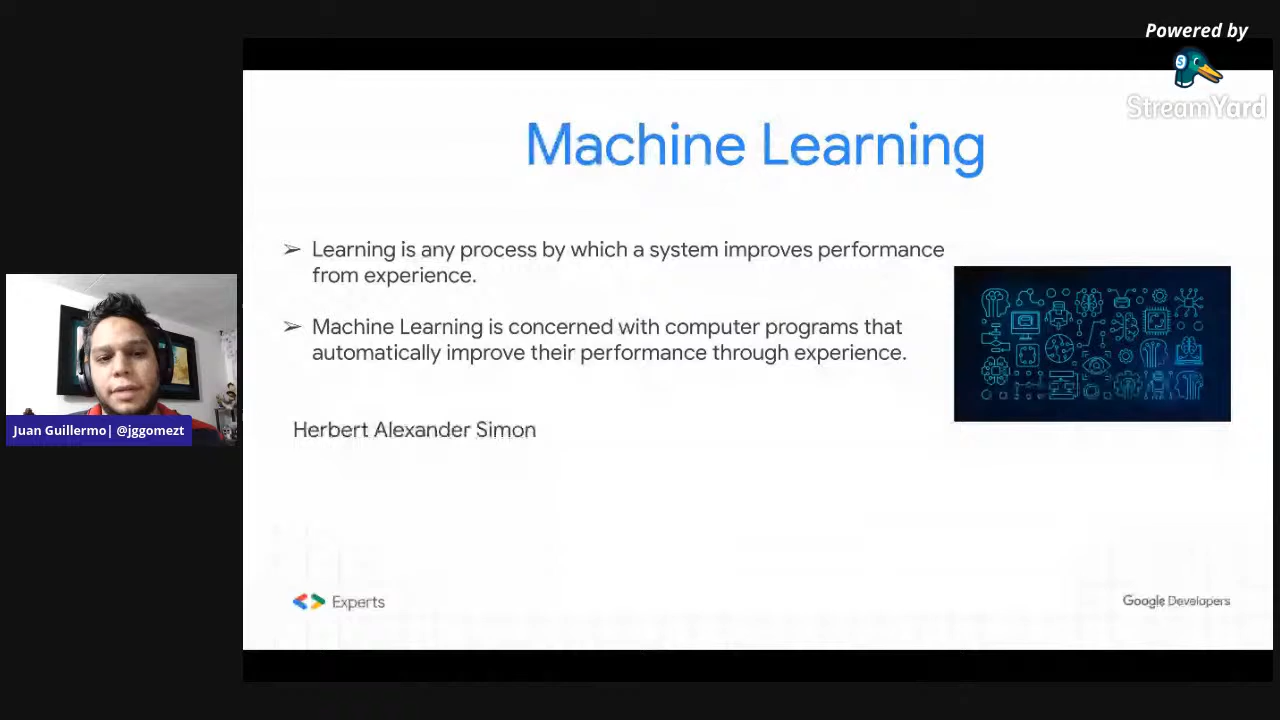 Powered by
StreamYard
Machine Learning
➢ Learning is any process by which a system improves performance
from experience.
➢ Machine Learning is concerned with computer programs that
automatically improve their performance through experience.
Herbert Alexander Simon
Juan Guillermo| @jggomezt
Experts
Google Developers